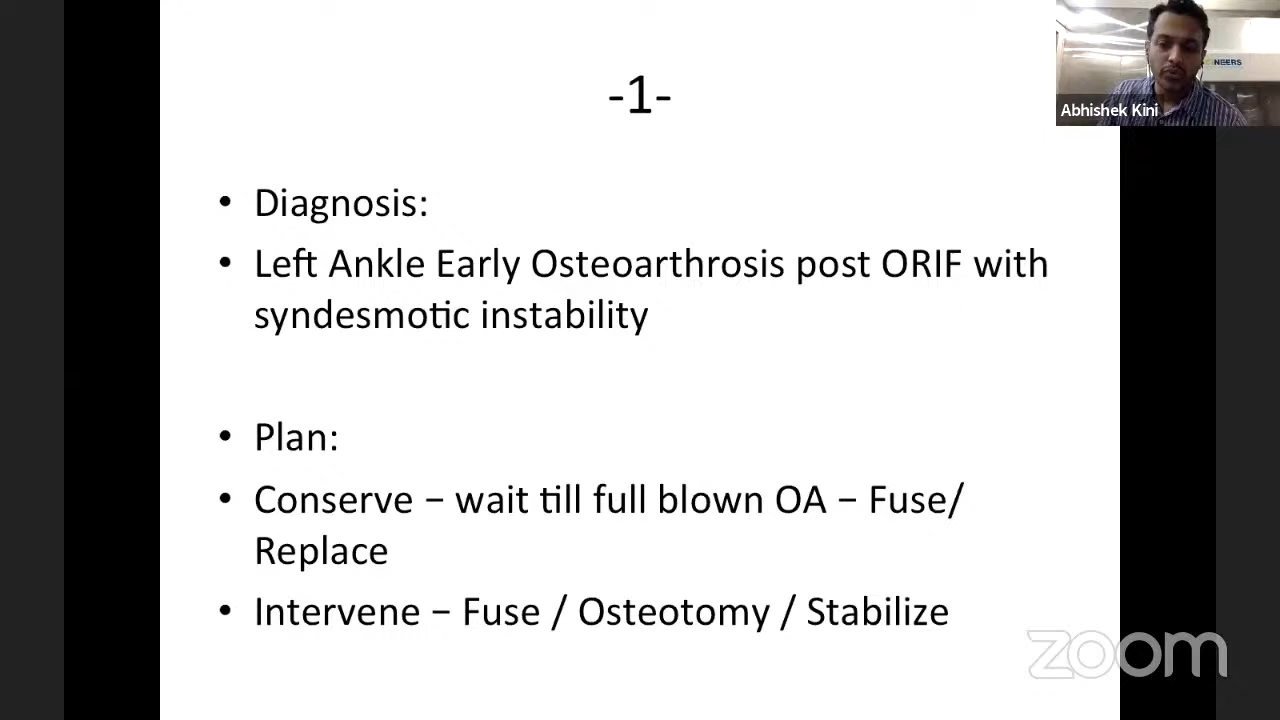 -1-
NEERS
Abhishek Kini
• Diagnosis:
• Left Ankle Early Osteoarthrosis post ORIF with
syndesmotic instability
• Plan:
• Conserve – wait till full blown OA – Fuse/
Replace
• Intervene – Fuse / Osteotomy / Stabilize
zoom